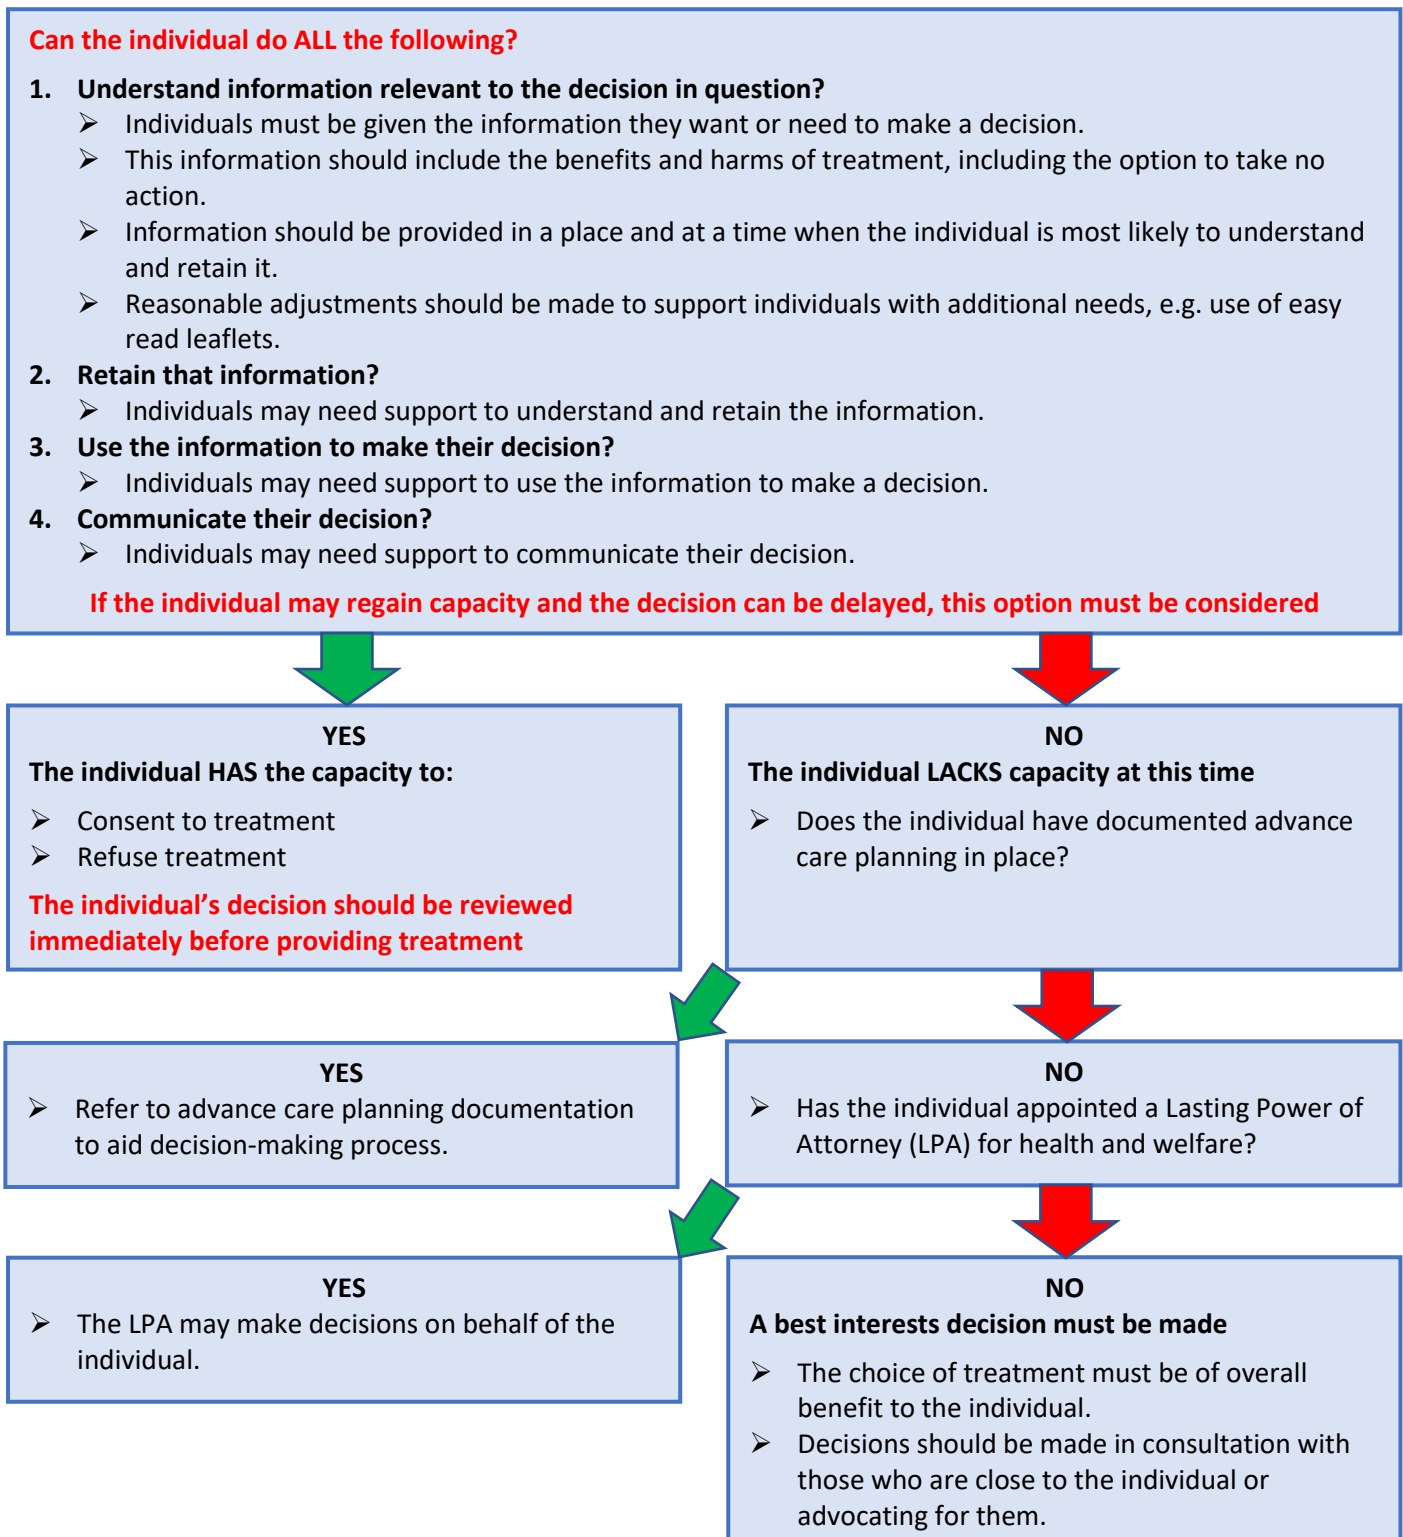 Can the individual do ALL the following?
1. Understand information relevant to the decision in question?
➢ Individuals must be given the information they want or need to make a decision.
➢ This information should include the benefits and harms of treatment, including the option to take no
action.
➢ Information should be provided in a place and at a time when the individual is most likely to understand
and retain it.
➢ Reasonable adjustments should be made to support individuals with additional needs, e.g. use of easy
read leaflets.
2. Retain that information?
➢ Individuals may need support to understand and retain the information.
3. Use the information to make their decision?
➢ Individuals may need support to use the information to make a decision.
4. Communicate their decision?
➢ Individuals may need support to communicate their decision.
If the individual may regain capacity and the decision can be delayed, this option must be considered
YES
The individual HAS the capacity to:
➢ Consent to treatment
➢ Refuse treatment
The individual’s decision should be reviewed
immediately before providing treatment
NO
The individual LACKS capacity at this time
➢ Does the individual have documented advance
care planning in place?
YES
➢ Refer to advance care planning documentation
to aid decision-making process.
NO
➢ Has the individual appointed a Lasting Power of
Attorney (LPA) for health and welfare?
YES
➢ The LPA may make decisions on behalf of the
individual.
NO
A best interests decision must be made
➢ The choice of treatment must be of overall
benefit to the individual.
➢ Decisions should be made in consultation with
those who are close to the individual or
advocating for them.